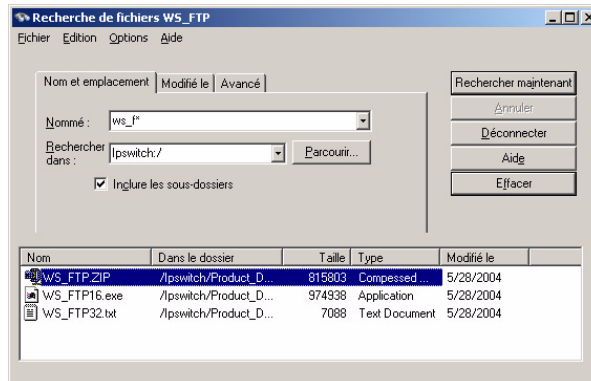 Recherche de fichiers WS_FTP
Fichier Edition Options Aide
Nom et emplacement Modifié le Avancé
Nommé : ws_f*
Rechercher dans : Ipswitch:/ Parcourir...
Inclure les sous-dossiers
Rechercher maintenant
Annuler
Déconnecter
Aide
Effacer
Nom Dans le dossier Taille Type Modifié le
WS_FTP.ZIP /Ipswitch/Product_D... 815803 Compessed ... 5/28/2004
WS_FTP16.exe /Ipswitch/Product_D... 974938 Application 5/28/2004
WS_FTP32.txt /Ipswitch/Product_D... 7088 Text Document 5/28/2004